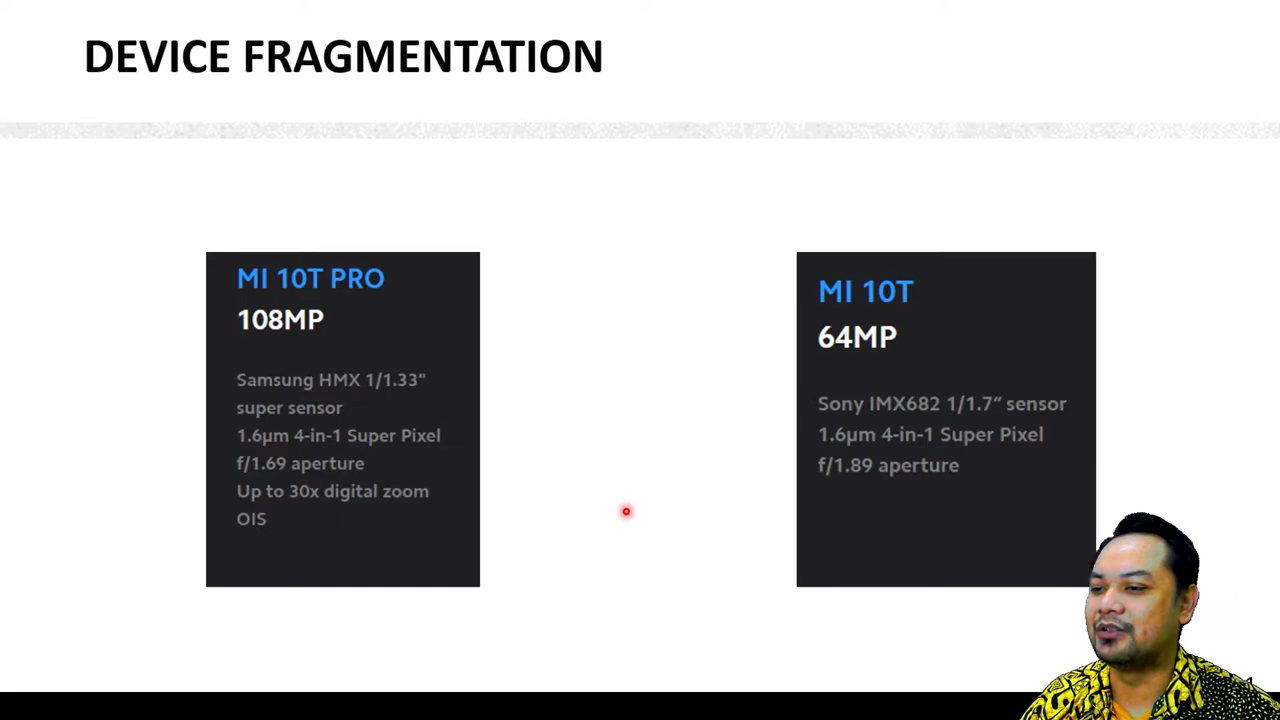 DEVICE FRAGMENTATION
MI 10T PRO
108MP
Samsung HMX 1/1.33"
super sensor
1.6μm 4-in-1 Super Pixel
f/1.69 aperture
Up to 30x digital zoom
OIS
MI 10T
64MP
Sony IMX682 1/1.7“ sensor
1.6μm 4-in-1 Super Pixel
f/1.89 aperture